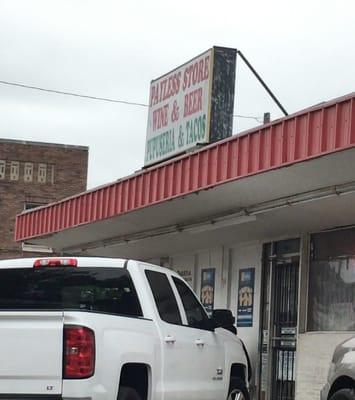 PAYLESS STORE
WINE & BEER
PUPUSERIA & TACOS
LT